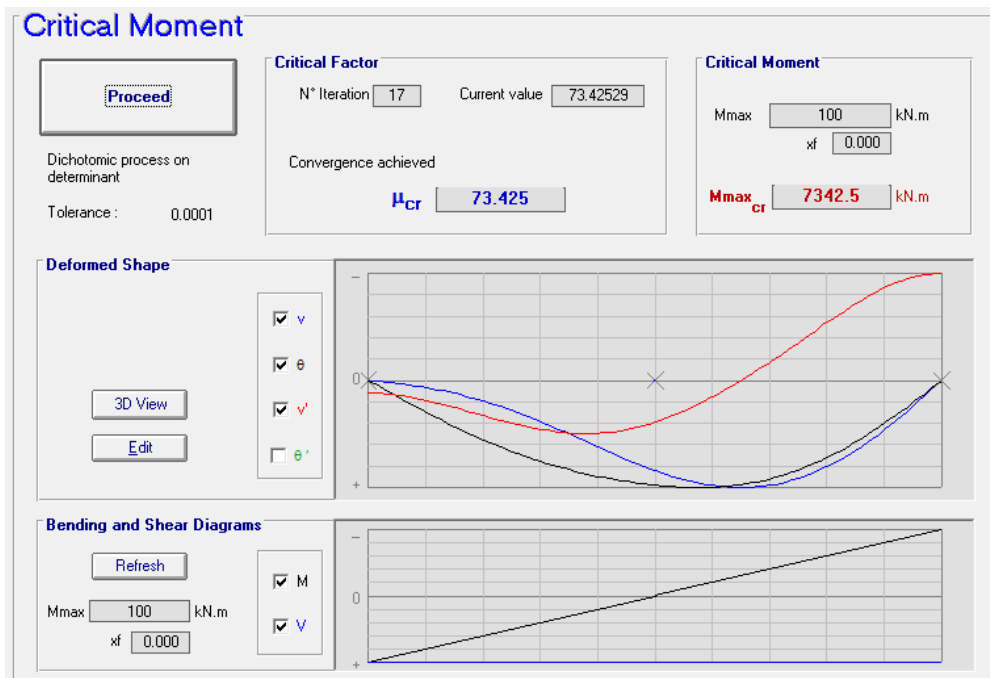 Critical Moment
Proceed
Dichotomic process on
determinant
Tolerance : 0.0001
Critical Factor
N° Iteration 17 Current value 73.42529
Convergence achieved
μcr 73.425
Critical Moment
Mmax 100 kN.m
xf 0.000
Mmaxcr 7342.5 kN.m
Deformed Shape
v
θ
v'
θ'
3D View
Edit
−
0
+
Bending and Shear Diagrams
Refresh
Mmax 100 kN.m
xf 0.000
M
V
−
0
+